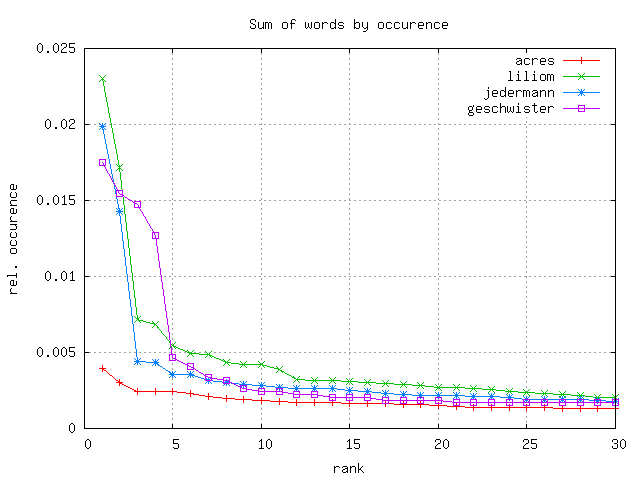 Sum of words by occurence
0.025
0.02
0.015
0.01
0.005
0
rel. occurence
acres
liliom
jedermann
geschwister
0 5 10 15 20 25 30
rank